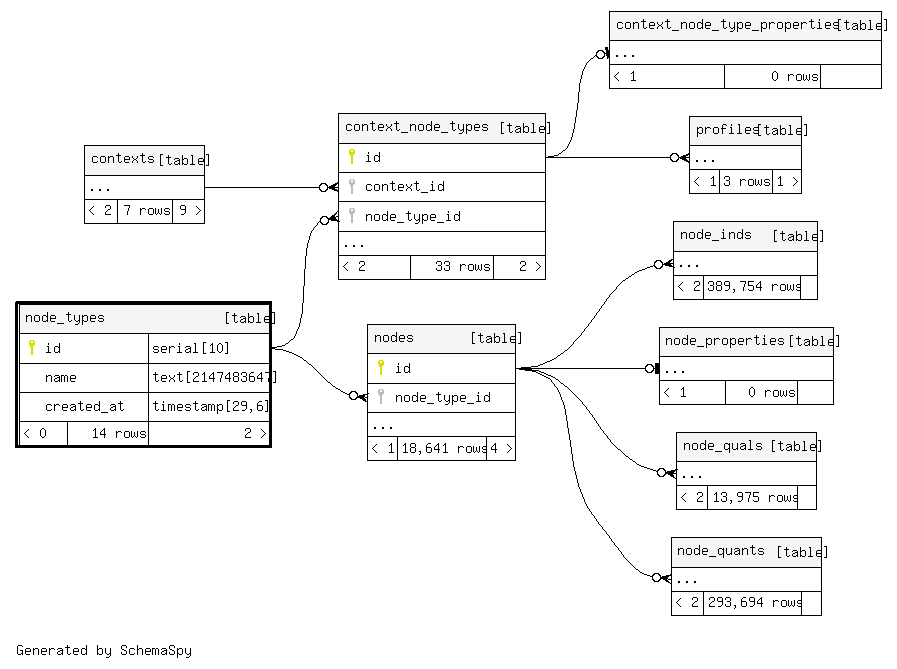 context_node_type_properties [table]
...
< 1 0 rows
context_node_types [table]
id
context_id
node_type_id
...
< 2 33 rows 2 >
profiles [table]
...
< 1 3 rows 1 >
contexts [table]
...
< 2 7 rows 9 >
node_inds [table]
...
< 2 389,754 rows
node_types [table]
id serial[10]
name text[2147483647]
created_at timestamp[29,6]
< 0 14 rows 2 >
nodes [table]
id
node_type_id
...
< 1 18,641 rows 4 >
node_properties [table]
...
< 1 0 rows
node_quals [table]
...
< 2 13,975 rows
node_quants [table]
...
< 2 293,694 rows
Generated by SchemaSpy